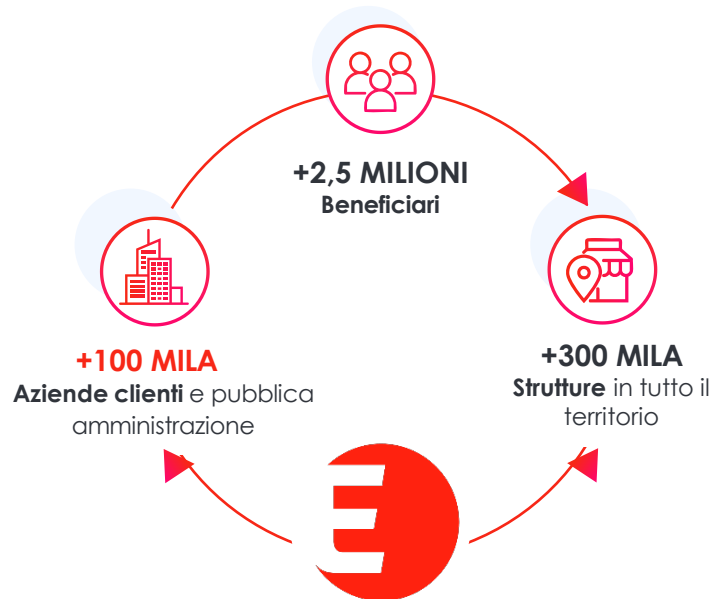 +2,5 MILIONI
Beneficiari
+100 MILA
Aziende clienti e pubblica
amministrazione
+300 MILA
Strutture in tutto il
territorio
E